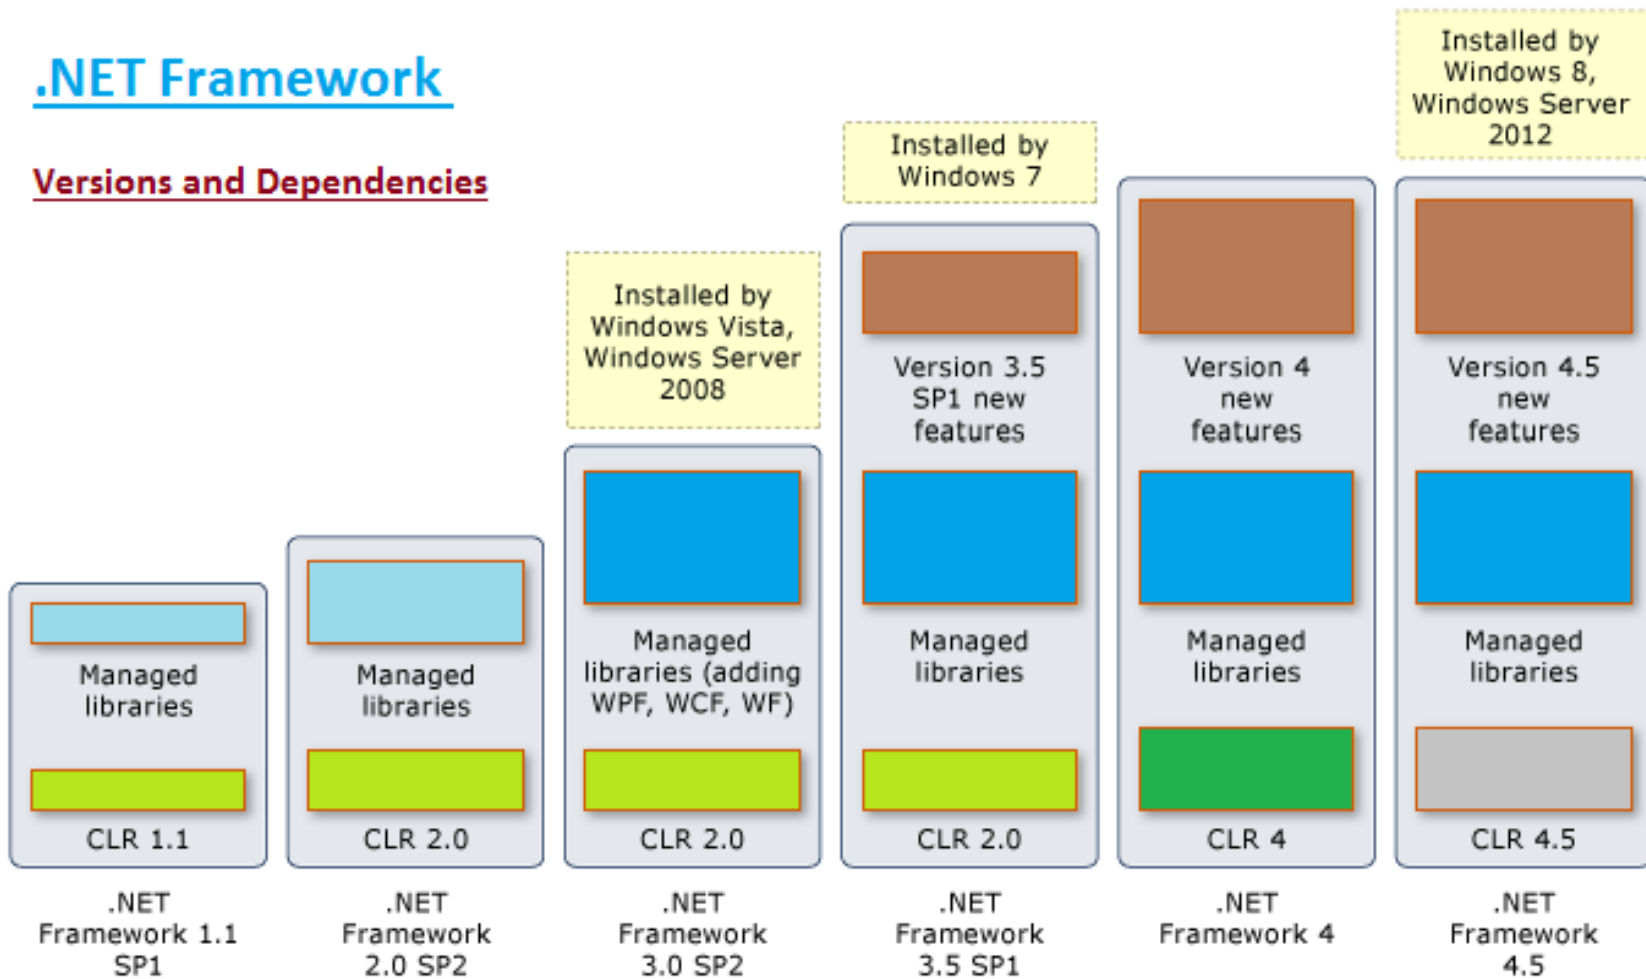 .NET Framework
Versions and Dependencies
Managed
libraries
CLR 1.1
.NET
Framework 1.1
SP1
Managed
libraries
CLR 2.0
.NET
Framework
2.0 SP2
Installed by
Windows Vista,
Windows Server
2008
Managed
libraries (adding
WPF, WCF, WF)
CLR 2.0
.NET
Framework
3.0 SP2
Installed by
Windows 7
Version 3.5
SP1 new
features
Managed
libraries
CLR 2.0
.NET
Framework
3.5 SP1
Version 4
new
features
Managed
libraries
CLR 4
.NET
Framework 4
Installed by
Windows 8,
Windows Server
2012
Version 4.5
new
features
Managed
libraries
CLR 4.5
.NET
Framework
4.5